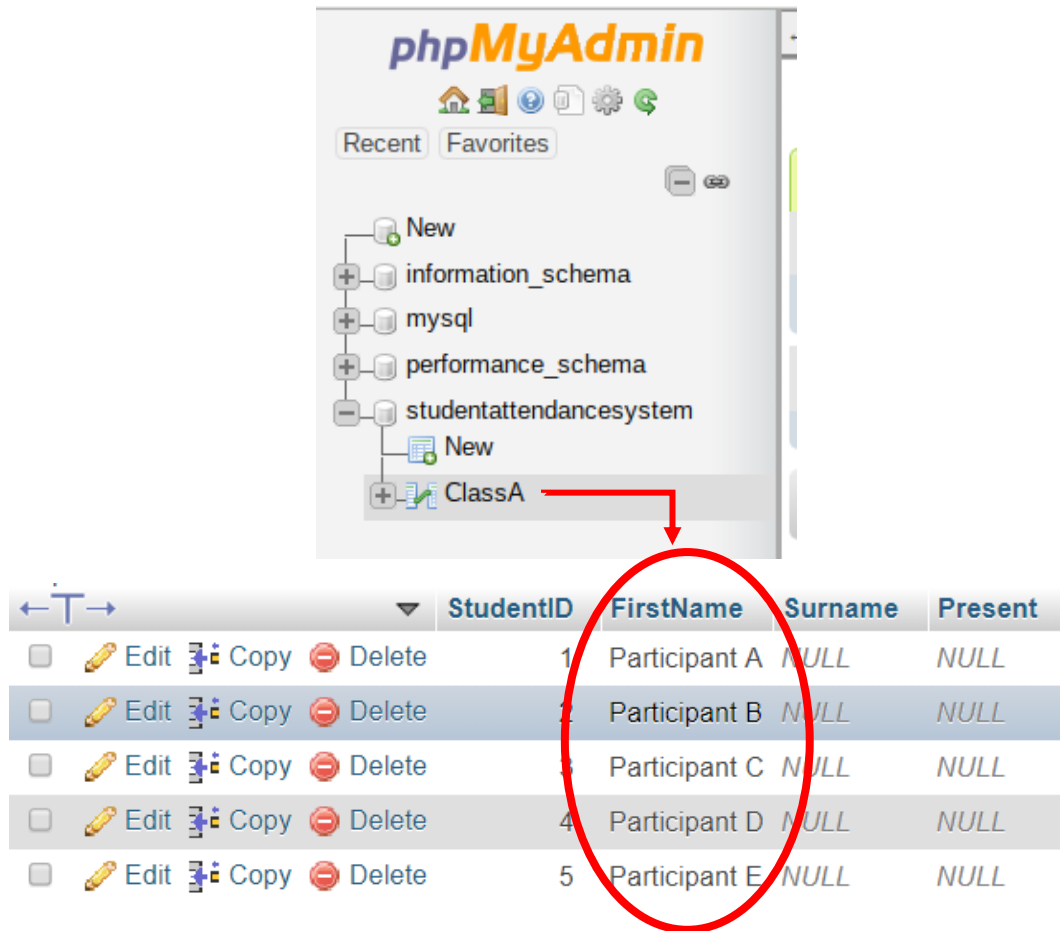 phpMyAdmin
Recent Favorites
New
information_schema
mysql
performance_schema
studentattendancesystem
New
ClassA
←T→ StudentID FirstName Surname Present
Edit Copy Delete 1 Participant A NULL NULL
Edit Copy Delete 2 Participant B NULL NULL
Edit Copy Delete 3 Participant C NULL NULL
Edit Copy Delete 4 Participant D NULL NULL
Edit Copy Delete 5 Participant E NULL NULL